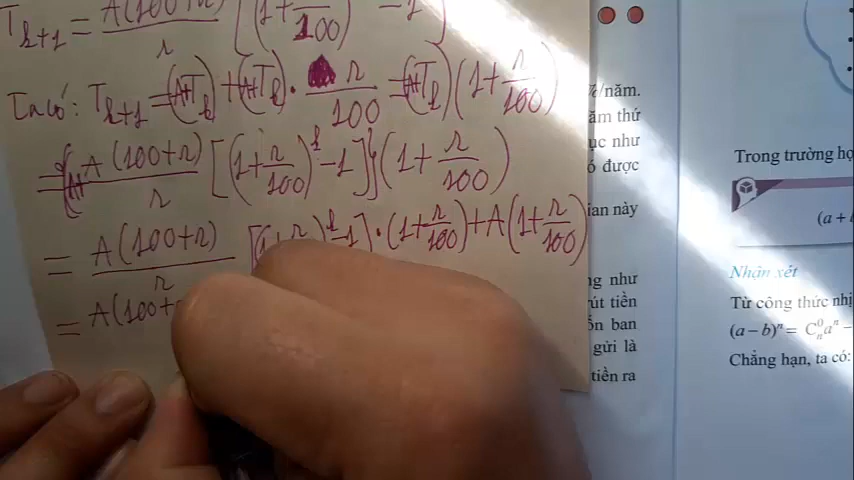 T_{k+1} = A(100+r)/r [(1+r/100) -1]
Ta có: T_{k+1} = (A+T_k) + (A+T_k) · r/100 = (A+T_k)(1+r/100)
= {A+ A(100+r)/r [(1+r/100)^k -1]}(1+r/100)
= A(100+r)/r [(1+r)^k -1] · (1+r/100) + A(1+r/100)
= A(100+
/năm.
ăm thứ
ục như
ó được
ian này
ng như
rút tiền
ốn ban
gửi là
tiền ra
Trong trường hợ
(a +
Nhận xét
Từ công thức nhị
(a − b)^n = C_n^0 a^n −
Chẳng hạn, ta có: